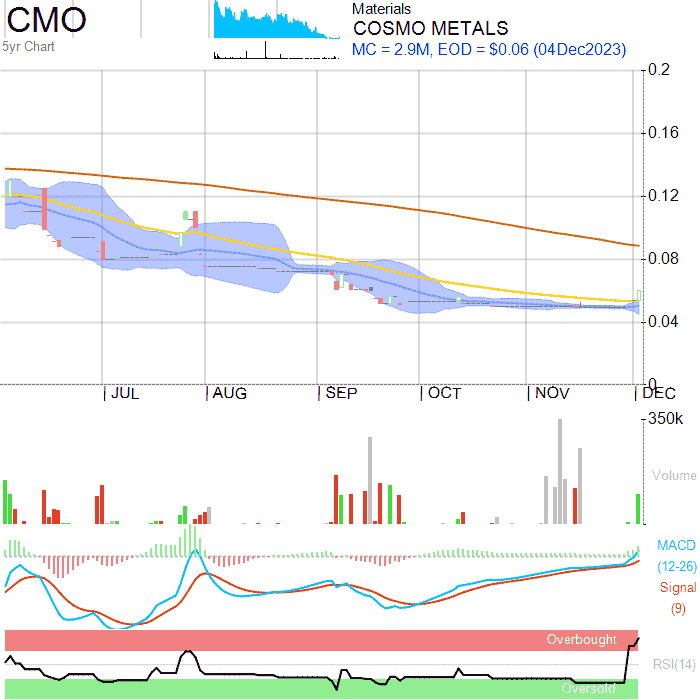 CMO
5yr Chart
Materials
COSMO METALS
MC = 2.9M, EOD = $0.06 (04Dec2023)
0.2
0.16
0.12
0.08
0.04
0
JUL AUG SEP OCT NOV DEC
350k
Volume
MACD
(12-26)
Signal
(9)
Overbought
RSI(14)
Oversold